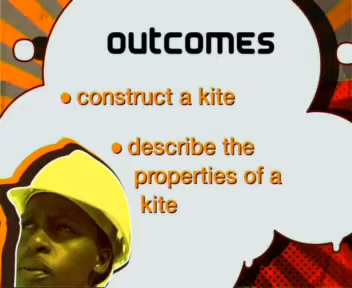 outcomes
• construct a kite
• describe the
properties of a
kite